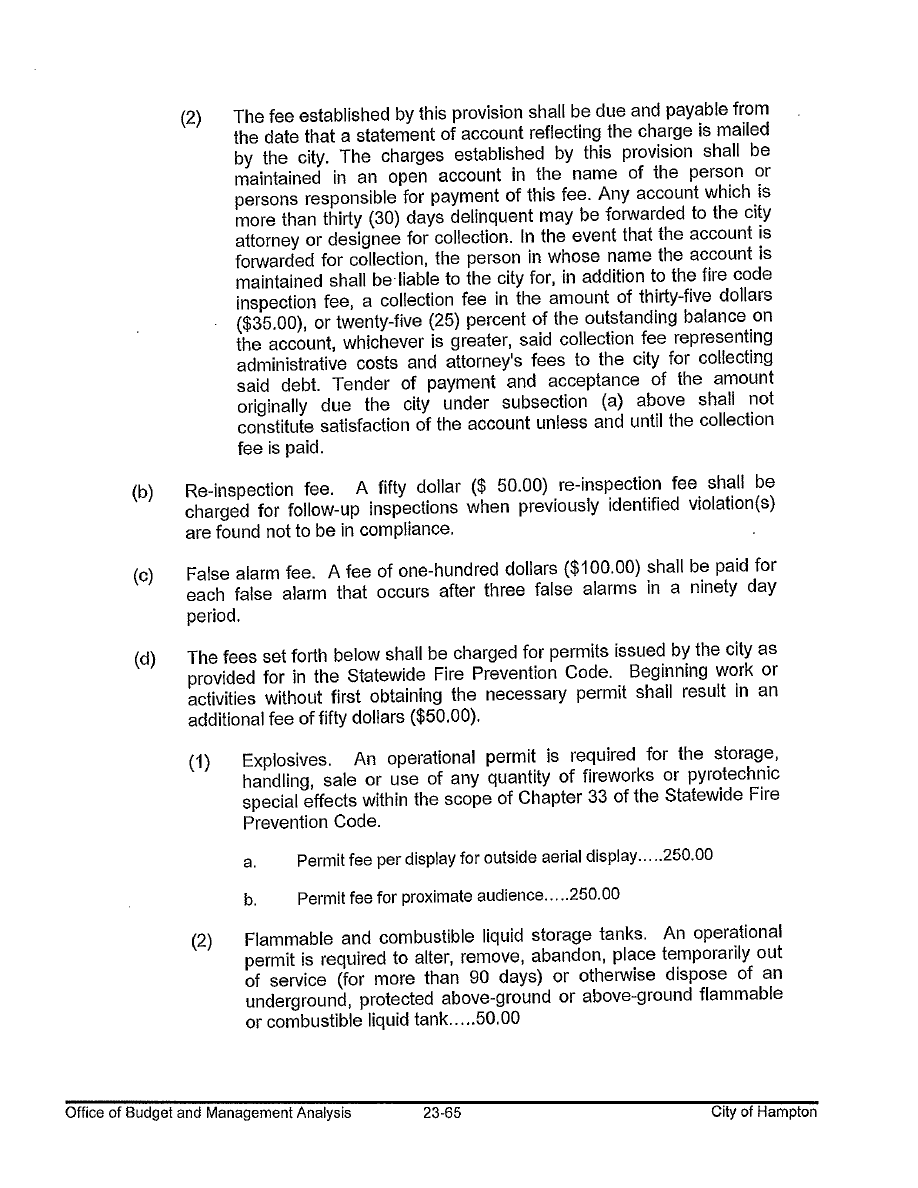 (2) The fee established by this provision shall be due and payable from
the date that a statement of account reflecting the charge is mailed
by the city. The charges established by this provision shall be
maintained in an open account in the name of the person or
persons responsible for payment of this fee. Any account which is
more than thirty (30) days delinquent may be forwarded to the city
attorney or designee for collection. In the event that the account is
forwarded for collection, the person in whose name the account is
maintained shall be liable to the city for, in addition to the fire code
inspection fee, a collection fee in the amount of thirty-five dollars
($35.00), or twenty-five (25) percent of the outstanding balance on
the account, whichever is greater, said collection fee representing
administrative costs and attorney's fees to the city for collecting
said debt. Tender of payment and acceptance of the amount
originally due the city under subsection (a) above shall not
constitute satisfaction of the account unless and until the collection
fee is paid.
(b) Re-inspection fee. A fifty dollar ($ 50.00) re-inspection fee shall be
charged for follow-up inspections when previously identified violation(s)
are found not to be in compliance.
(c) False alarm fee. A fee of one-hundred dollars ($100.00) shall be paid for
each false alarm that occurs after three false alarms in a ninety day
period.
(d) The fees set forth below shall be charged for permits issued by the city as
provided for in the Statewide Fire Prevention Code. Beginning work or
activities without first obtaining the necessary permit shall result in an
additional fee of fifty dollars ($50.00).
(1) Explosives. An operational permit is required for the storage,
handling, sale or use of any quantity of fireworks or pyrotechnic
special effects within the scope of Chapter 33 of the Statewide Fire
Prevention Code.
a. Permit fee per display for outside aerial display.....250.00
b. Permit fee for proximate audience.....250.00
(2) Flammable and combustible liquid storage tanks. An operational
permit is required to alter, remove, abandon, place temporarily out
of service (for more than 90 days) or otherwise dispose of an
underground, protected above-ground or above-ground flammable
or combustible liquid tank.....50.00
Office of Budget and Management Analysis 23-65 City of Hampton